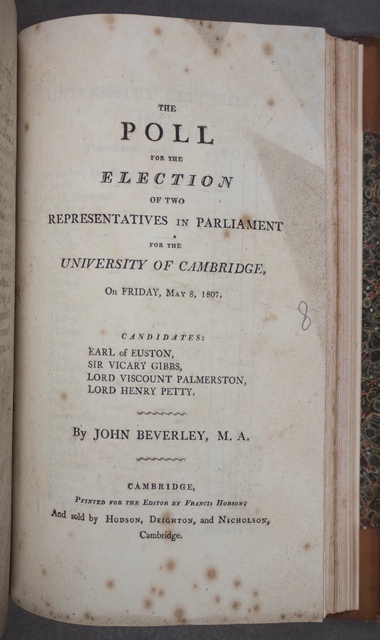 THE
POLL
FOR THE
ELECTION
OF TWO
REPRESENTATIVES IN PARLIAMENT
FOR THE
UNIVERSITY OF CAMBRIDGE,
On FRIDAY, May 8, 1807.
8
CANDIDATES:
EARL of EUSTON,
SIR VICARY GIBBS,
LORD VISCOUNT PALMERSTON,
LORD HENRY PETTY.
By JOHN BEVERLEY, M. A.
CAMBRIDGE,
Printed for the Editor by Francis Hodson;
And sold by Hodson, Deighton, and Nicholson,
Cambridge.